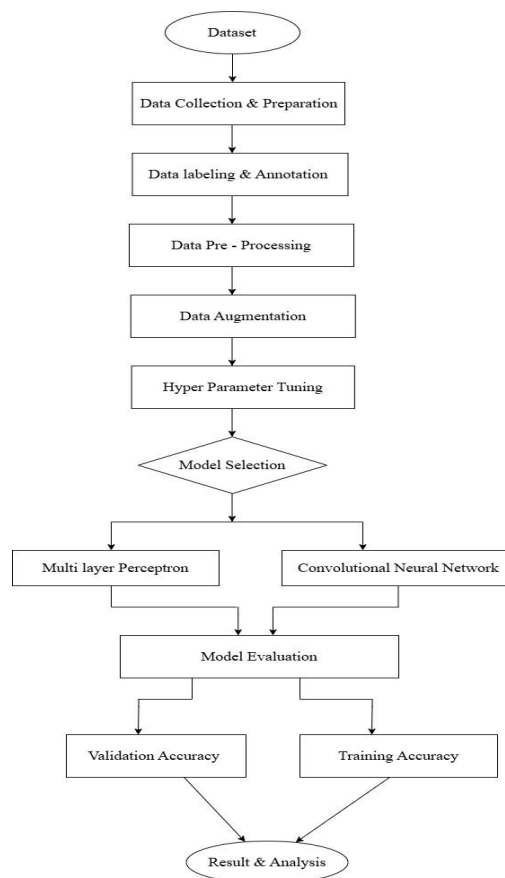 Dataset
Data Collection & Preparation
Data labeling & Annotation
Data Pre - Processing
Data Augmentation
Hyper Parameter Tuning
Model Selection
Multi layer Perceptron
Convolutional Neural Network
Model Evaluation
Validation Accuracy
Training Accuracy
Result & Analysis